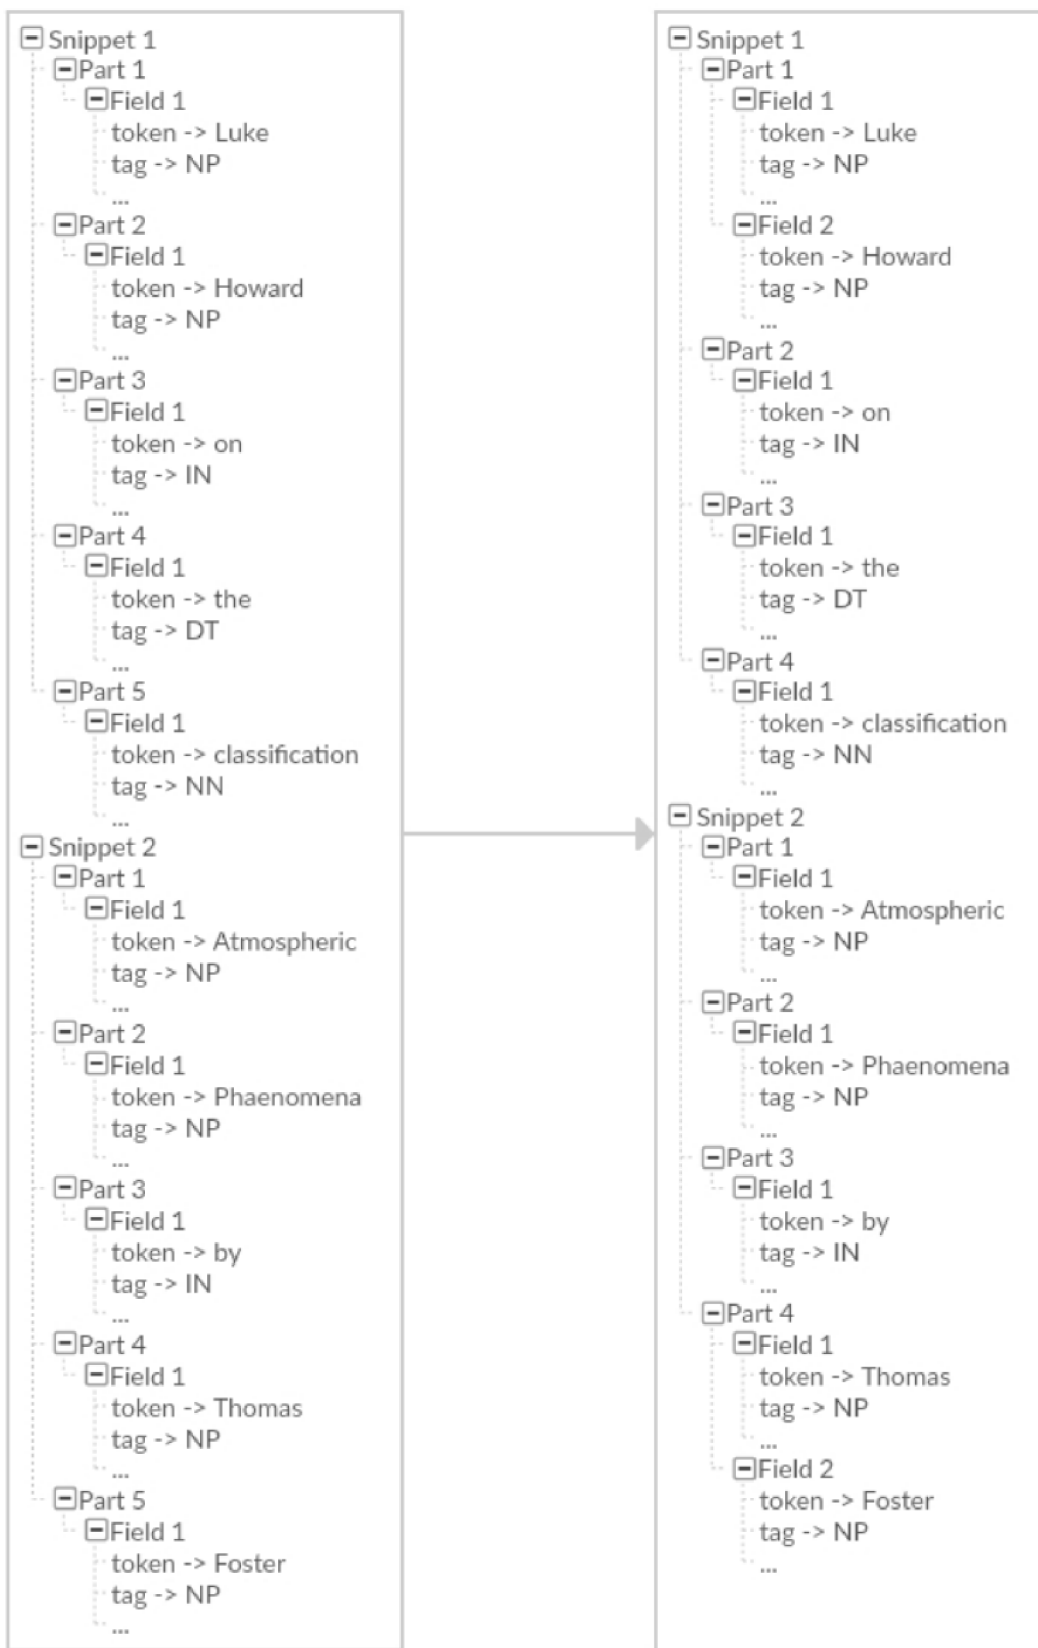 Snippet 1
Part 1
Field 1
token -> Luke
tag -> NP
...
Part 2
Field 1
token -> Howard
tag -> NP
...
Part 3
Field 1
token -> on
tag -> IN
...
Part 4
Field 1
token -> the
tag -> DT
...
Part 5
Field 1
token -> classification
tag -> NN
...
Snippet 2
Part 1
Field 1
token -> Atmospheric
tag -> NP
...
Part 2
Field 1
token -> Phaenomena
tag -> NP
...
Part 3
Field 1
token -> by
tag -> IN
...
Part 4
Field 1
token -> Thomas
tag -> NP
...
Part 5
Field 1
token -> Foster
tag -> NP
...
Snippet 1
Part 1
Field 1
token -> Luke
tag -> NP
...
Field 2
token -> Howard
tag -> NP
...
Part 2
Field 1
token -> on
tag -> IN
...
Part 3
Field 1
token -> the
tag -> DT
...
Part 4
Field 1
token -> classification
tag -> NN
...
Snippet 2
Part 1
Field 1
token -> Atmospheric
tag -> NP
...
Part 2
Field 1
token -> Phaenomena
tag -> NP
...
Part 3
Field 1
token -> by
tag -> IN
...
Part 4
Field 1
token -> Thomas
tag -> NP
...
Field 2
token -> Foster
tag -> NP
...